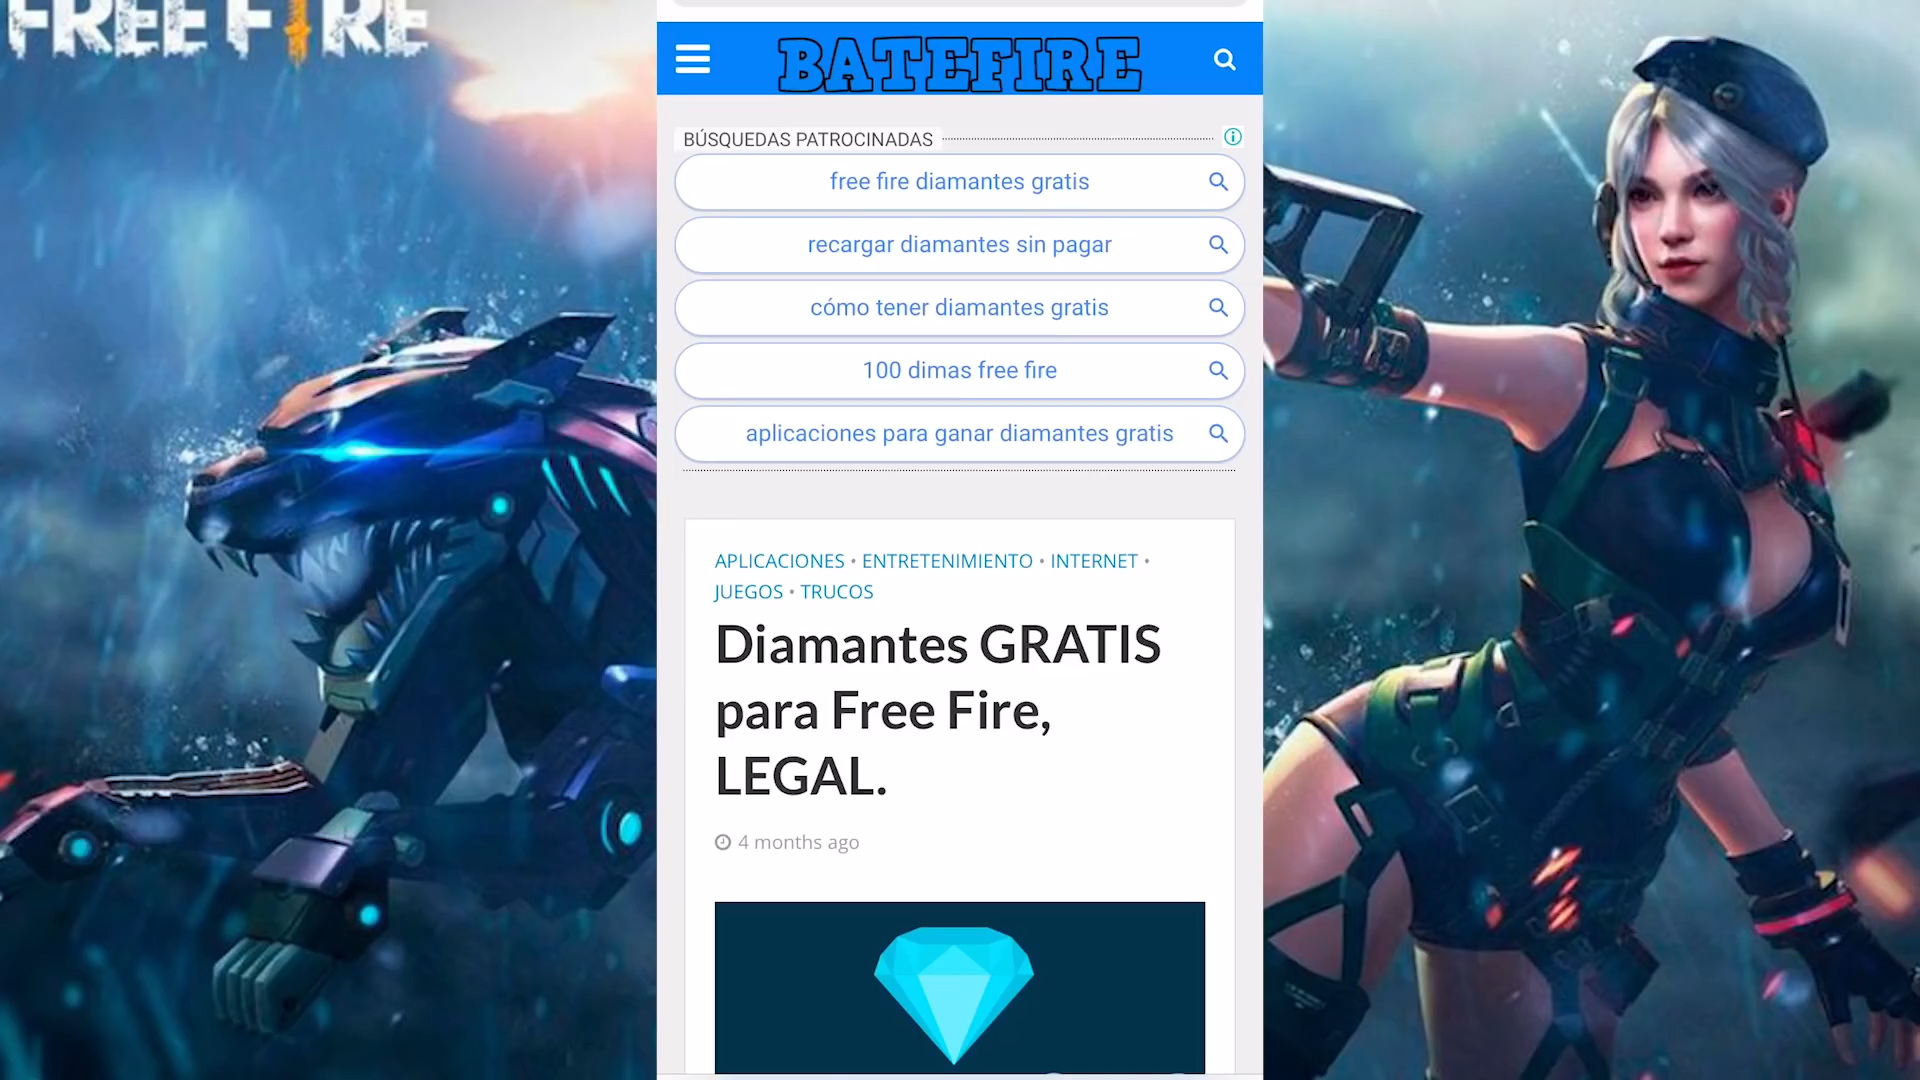 FREE FIRE
BATEFIRE
BÚSQUEDAS PATROCINADAS
free fire diamantes gratis
recargar diamantes sin pagar
cómo tener diamantes gratis
100 dimas free fire
aplicaciones para ganar diamantes gratis
APLICACIONES • ENTRETENIMIENTO • INTERNET •
JUEGOS • TRUCOS
Diamantes GRATIS
para Free Fire,
LEGAL.
4 months ago